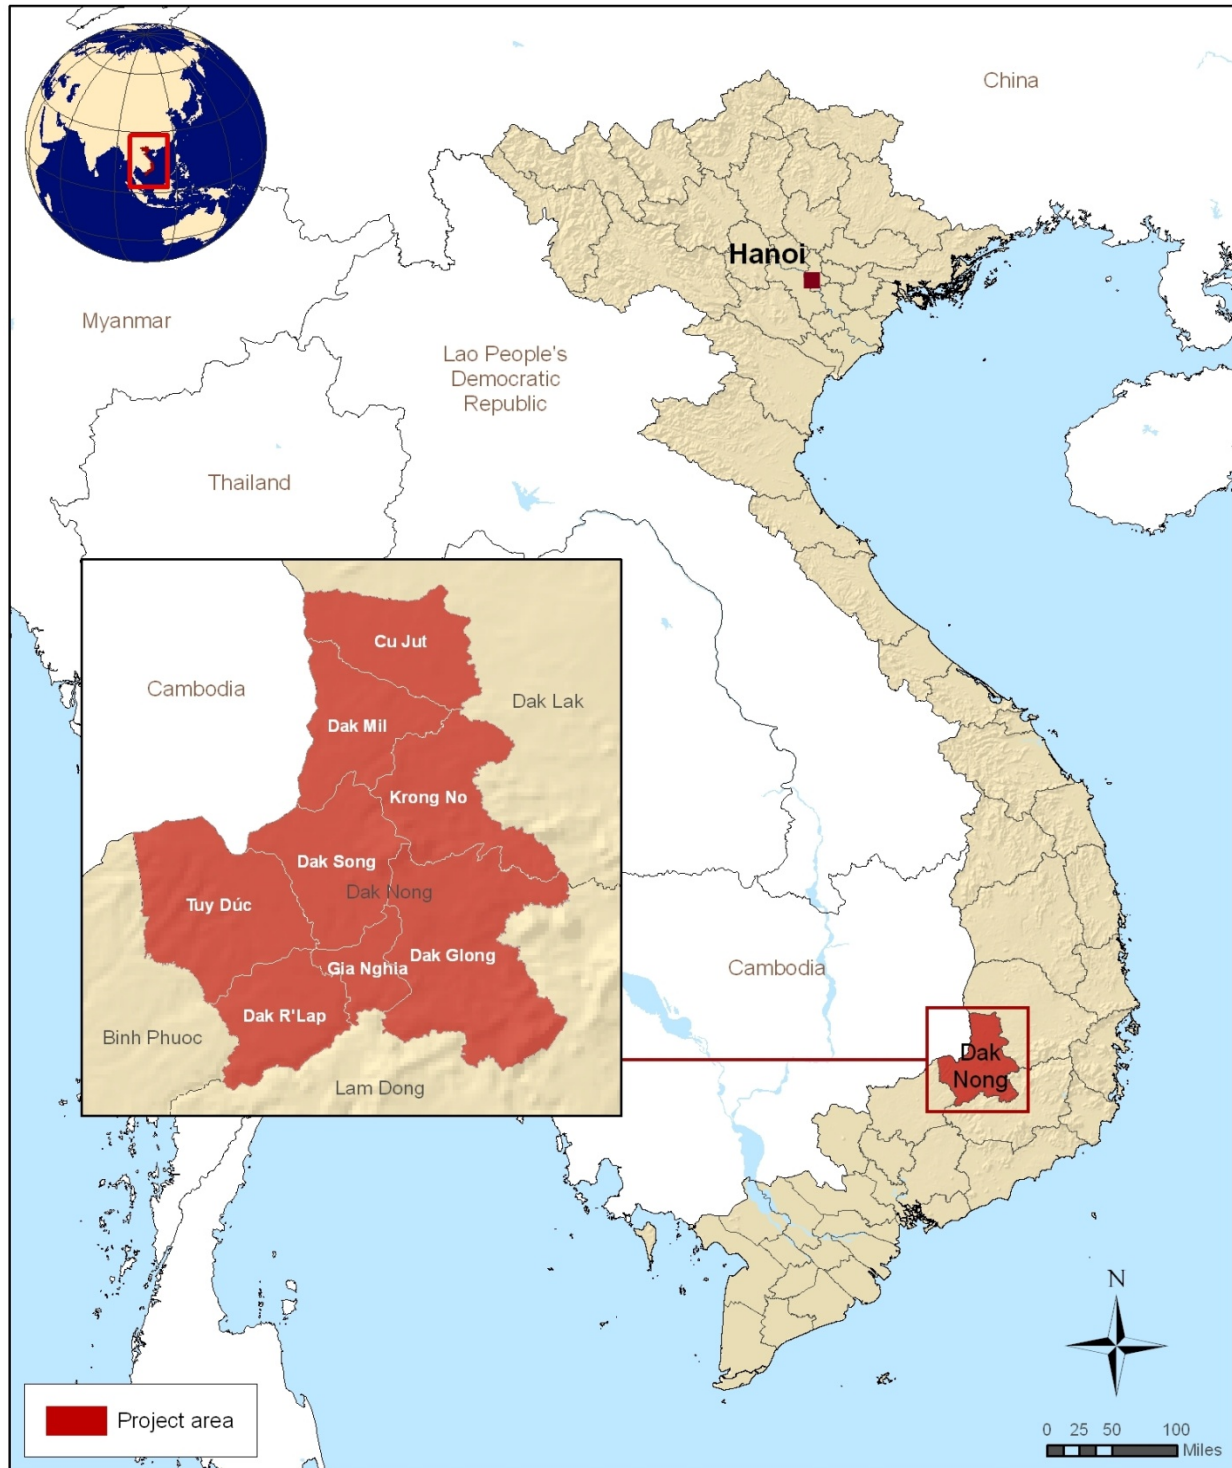 China
Hanoi
Myanmar
Lao People's
Democratic
Republic
Thailand
Cu Jut
Cambodia
Dak Lak
Dak Mil
Krong No
Dak Song
Dak Nong
Tuy Dúc
Dak Glong
Gia Nghia
Dak R'Lap
Binh Phuoc
Lam Dong
Cambodia
Dak
Nong
N
Project area
0 25 50 100
Miles